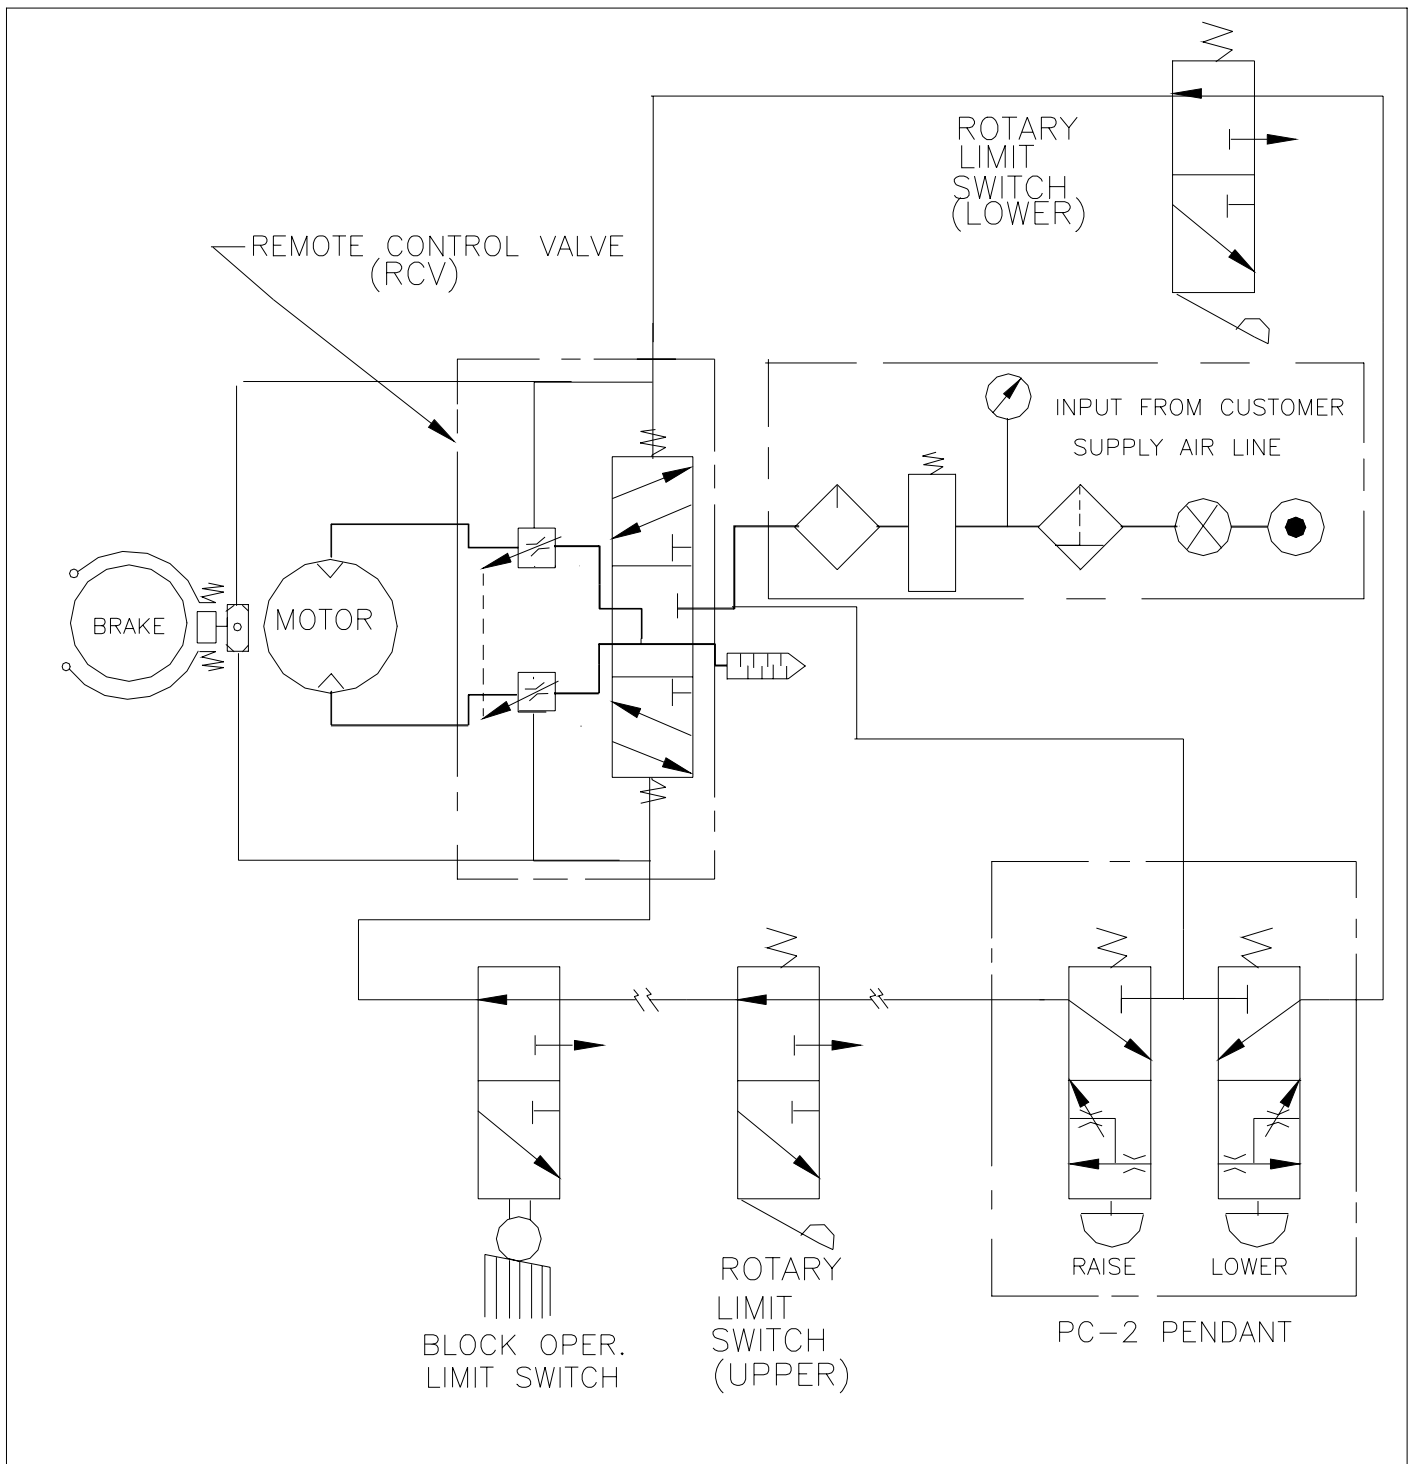 ROTARY
LIMIT
SWITCH
(LOWER)
REMOTE CONTROL VALVE
(RCV)
INPUT FROM CUSTOMER
SUPPLY AIR LINE
BRAKE
MOTOR
RAISE
LOWER
PC-2 PENDANT
ROTARY
LIMIT
SWITCH
(UPPER)
BLOCK OPER.
LIMIT SWITCH